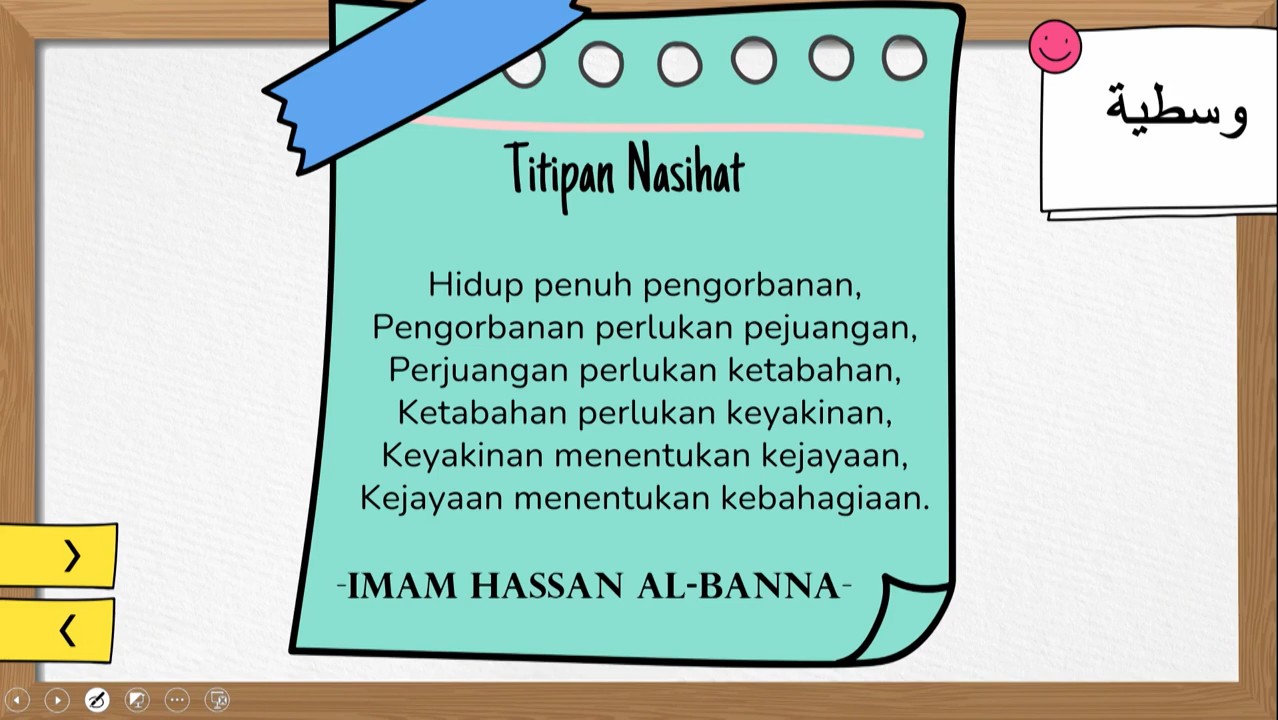 وسطية
Titipan Nasihat
Hidup penuh pengorbanan,
Pengorbanan perlukan pejuangan,
Perjuangan perlukan ketabahan,
Ketabahan perlukan keyakinan,
Keyakinan menentukan kejayaan,
Kejayaan menentukan kebahagiaan.
-IMAM HASSAN AL-BANNA-